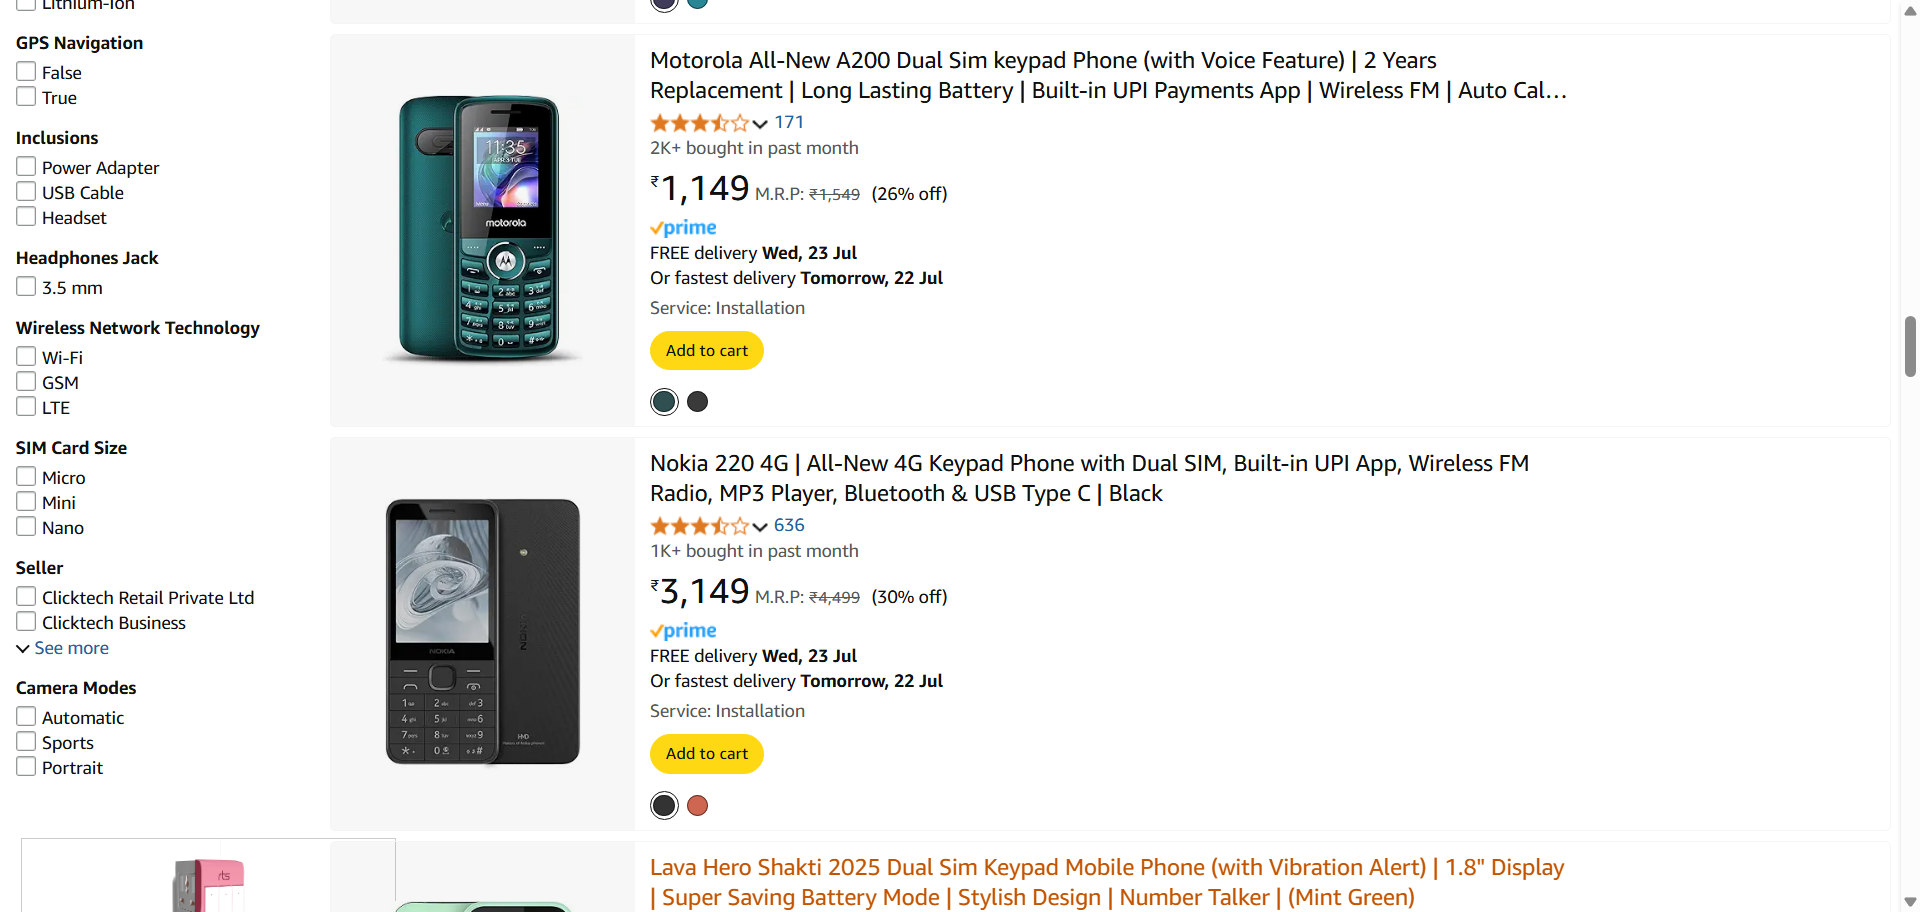 Lithium-Ion
GPS Navigation
False
True
Inclusions
Power Adapter
USB Cable
Headset
Headphones Jack
3.5 mm
Wireless Network Technology
Wi-Fi
GSM
LTE
SIM Card Size
Micro
Mini
Nano
Seller
Clicktech Retail Private Ltd
Clicktech Business
See more
Camera Modes
Automatic
Sports
Portrait
rts
11:35
motorola
Motorola All-New A200 Dual Sim keypad Phone (with Voice Feature) | 2 Years
Replacement | Long Lasting Battery | Built-in UPI Payments App | Wireless FM | Auto Cal…
171
2K+ bought in past month
₹1,149 M.R.P: ₹1,549 (26% off)
prime
FREE delivery Wed, 23 Jul
Or fastest delivery Tomorrow, 22 Jul
Service: Installation
Add to cart
NOKIA
NOKIA
Nokia 220 4G | All-New 4G Keypad Phone with Dual SIM, Built-in UPI App, Wireless FM
Radio, MP3 Player, Bluetooth & USB Type C | Black
636
1K+ bought in past month
₹3,149 M.R.P: ₹4,499 (30% off)
prime
FREE delivery Wed, 23 Jul
Or fastest delivery Tomorrow, 22 Jul
Service: Installation
Add to cart
Lava Hero Shakti 2025 Dual Sim Keypad Mobile Phone (with Vibration Alert) | 1.8" Display
| Super Saving Battery Mode | Stylish Design | Number Talker | (Mint Green)